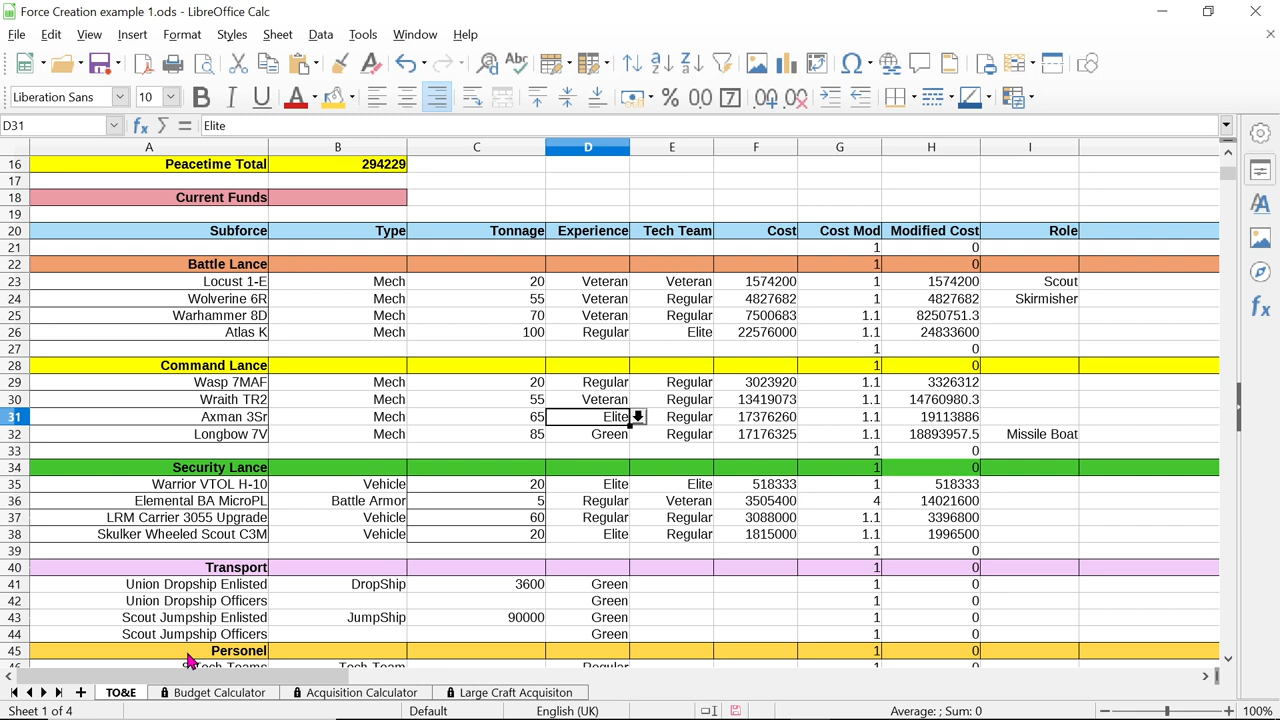 Force Creation example 1.ods - LibreOffice Calc
File Edit View Insert Format Styles Sheet Data Tools Window Help
Liberation Sans 10
D31 Elite
A B C D E F G H I
16 Peacetime Total 294229
17
18 Current Funds
19
20 Subforce Type Tonnage Experience Tech Team Cost Cost Mod Modified Cost Role
21 1 0
22 Battle Lance 1 0
23 Locust 1-E Mech 20 Veteran Veteran 1574200 1 1574200 Scout
24 Wolverine 6R Mech 55 Veteran Regular 4827682 1 4827682 Skirmisher
25 Warhammer 8D Mech 70 Veteran Regular 7500683 1.1 8250751.3
26 Atlas K Mech 100 Regular Elite 22576000 1.1 24833600
27 1 0
28 Command Lance 1 0
29 Wasp 7MAF Mech 20 Regular Regular 3023920 1.1 3326312
30 Wraith TR2 Mech 55 Veteran Regular 13419073 1.1 14760980.3
31 Axman 3Sr Mech 65 Elite Regular 17376260 1.1 19113886
32 Longbow 7V Mech 85 Green Regular 17176325 1.1 18893957.5 Missile Boat
33 1 0
34 Security Lance 1 0
35 Warrior VTOL H-10 Vehicle 20 Elite Elite 518333 1 518333
36 Elemental BA MicroPL Battle Armor 5 Regular Veteran 3505400 4 14021600
37 LRM Carrier 3055 Upgrade Vehicle 60 Regular Regular 3088000 1.1 3396800
38 Skulker Wheeled Scout C3M Vehicle 20 Elite Regular 1815000 1.1 1996500
39 1 0
40 Transport 1 0
41 Union Dropship Enlisted DropShip 3600 Green 1 0
42 Union Dropship Officers Green 1 0
43 Scout Jumpship Enlisted JumpShip 90000 Green 1 0
44 Scout Jumpship Officers Green 1 0
45 Personel 1 0
46 Tech Teams Tech Team Regular 1 0
TO&E Budget Calculator Acquisition Calculator Large Craft Acquisiton
Sheet 1 of 4 Default English (UK) Average: ; Sum: 0 100%